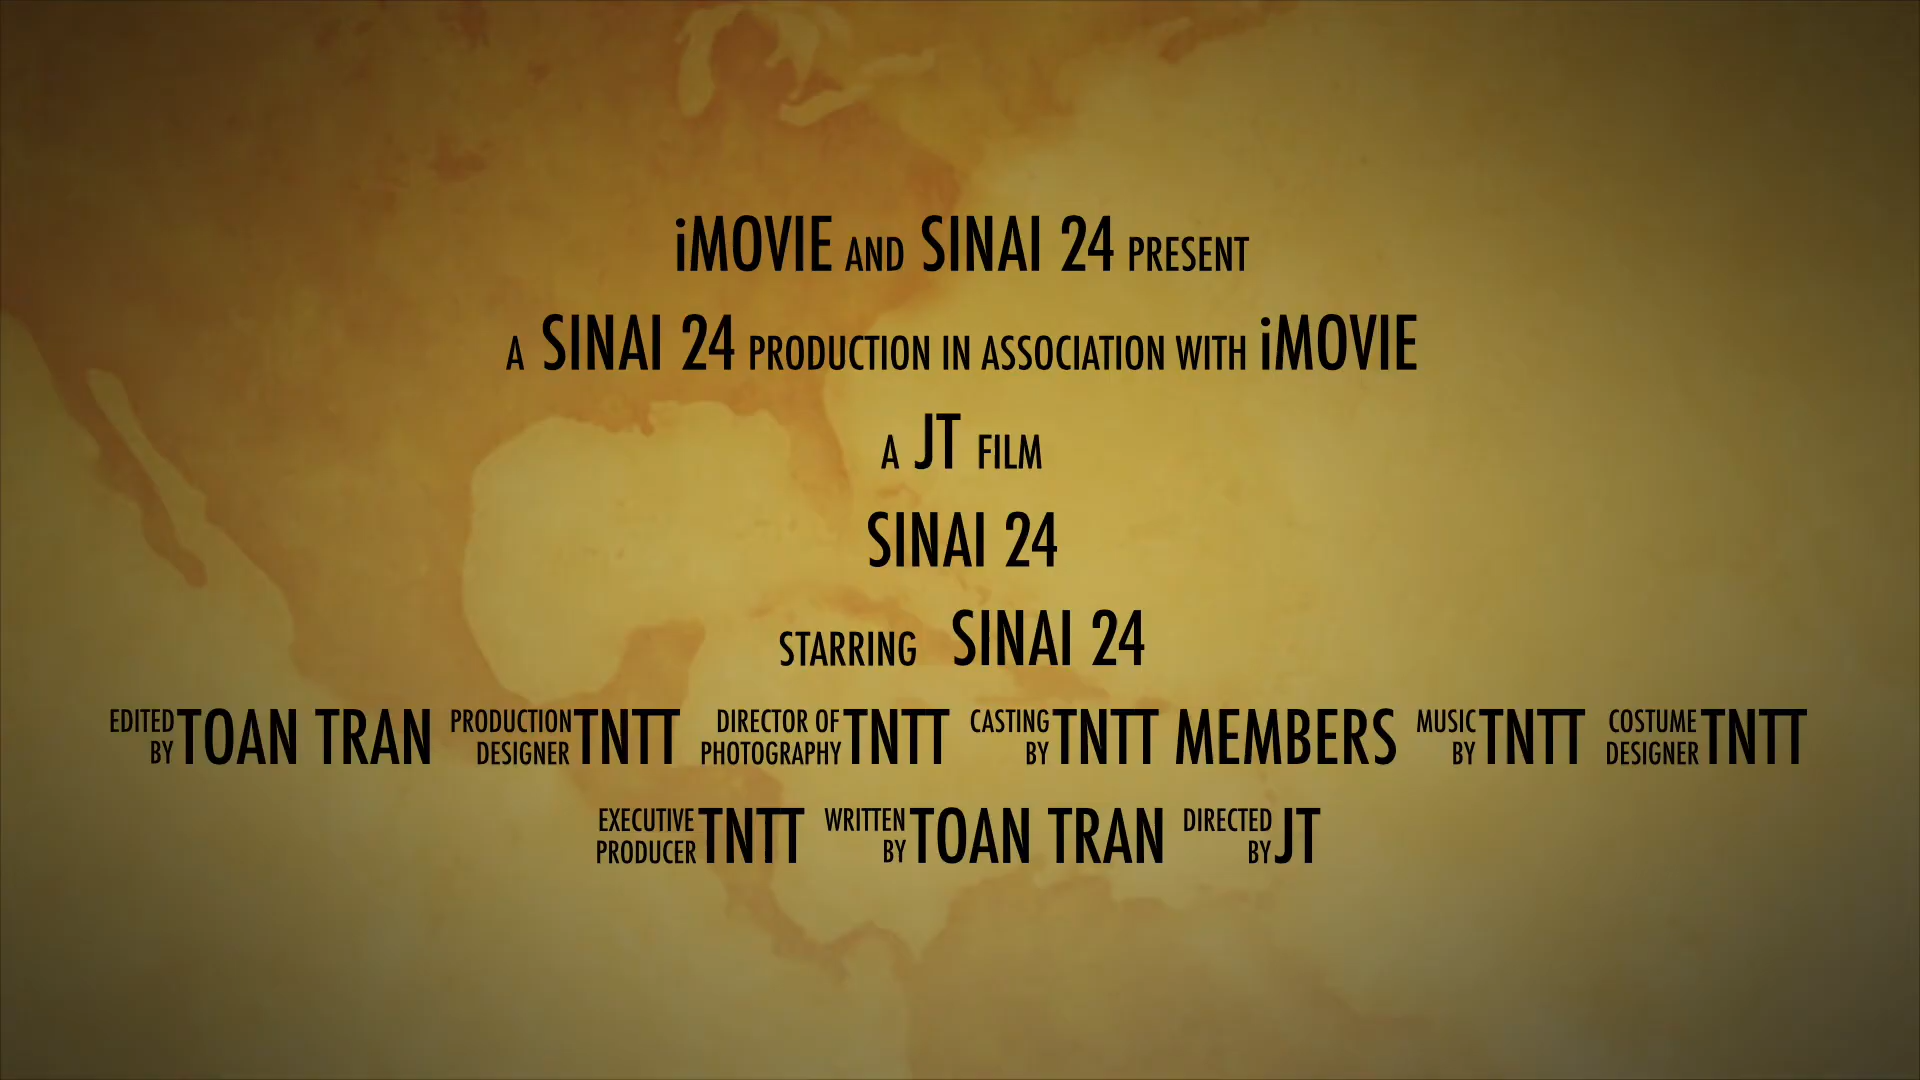 iMOVIE AND SINAI 24 PRESENT
A SINAI 24 PRODUCTION IN ASSOCIATION WITH iMOVIE
A JT FILM
SINAI 24
STARRING SINAI 24
EDITED BY TOAN TRAN PRODUCTION DESIGNER TNTT DIRECTOR OF PHOTOGRAPHY TNTT CASTING BY TNTT MEMBERS MUSIC BY TNTT COSTUME DESIGNER TNTT
EXECUTIVE PRODUCER TNTT WRITTEN BY TOAN TRAN DIRECTED BY JT